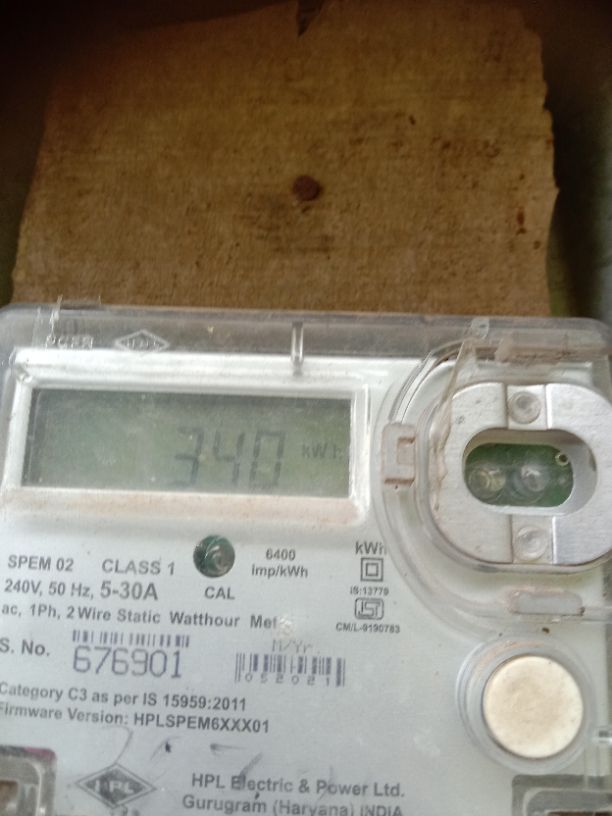 HPL
340 kWh
SPEM 02 CLASS 1
6400
imp/kWh
kWh
240V, 50 Hz, 5-30A
CAL
IS:13779
ac, 1Ph, 2Wire Static Watthour
CM/L-9190783
S. No. 676901
M/Yr.
052021
Category C3 as per IS 15959:2011
Firmware Version: HPLSPEM6XXX01
HPL
HPL Electric & Power Ltd.
Gurugram (Haryana) INDIA